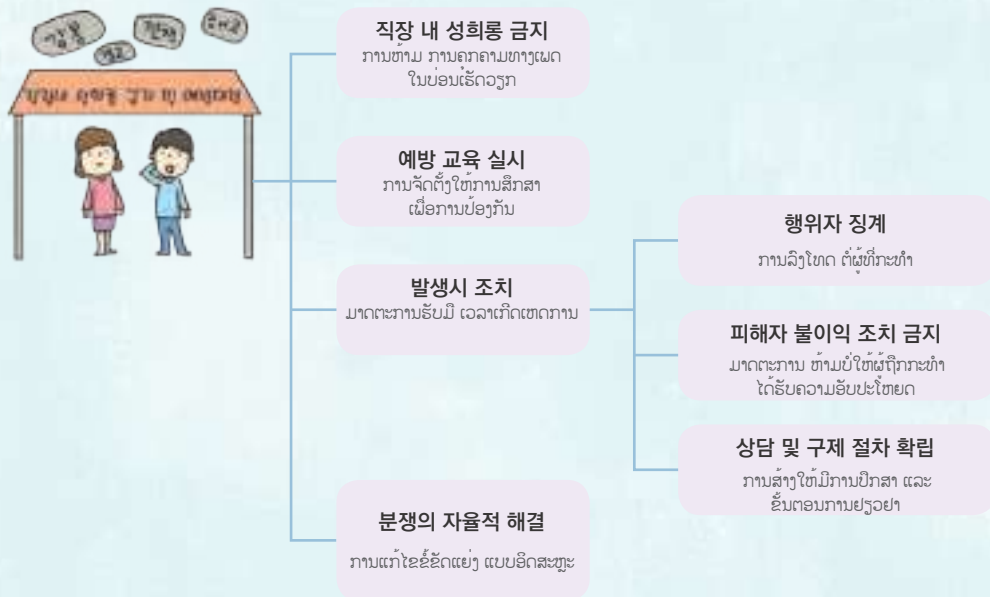 직장 내 성희롱 금지
ການຫ້າມ ການຄຸກຄາມທາງເພດ
ໃນບ່ອນເຮັດວຽກ
예방 교육 실시
ການຈັດຕັ້ງໃຫ້ການສຶກສາ
ເພື່ອການປ້ອງກັນ
발생시 조치
ມາດຕະການຮັບມື ເວລາເກີດເຫດການ
행위자 징계
ການລົງໂທດ ຕໍ່ຜູ້ທີ່ກະທຳ
피해자 불이익 조치 금지
ມາດຕະການ ຫ້າມບໍ່ໃຫ້ຜູ້ຖືກກະທຳ
ໄດ້ຮັບຄວາມອັບປະໂຫຍດ
상담 및 구제 절차 확립
ການສ້າງໃຫ້ມີການປຶກສາ ແລະ
ຂັ້ນຕອນການຢຽວຢາ
분쟁의 자율적 해결
ການແກ້ໄຂຂໍ້ຂັດແຍ່ງ ແບບອິດສະຫຼະ